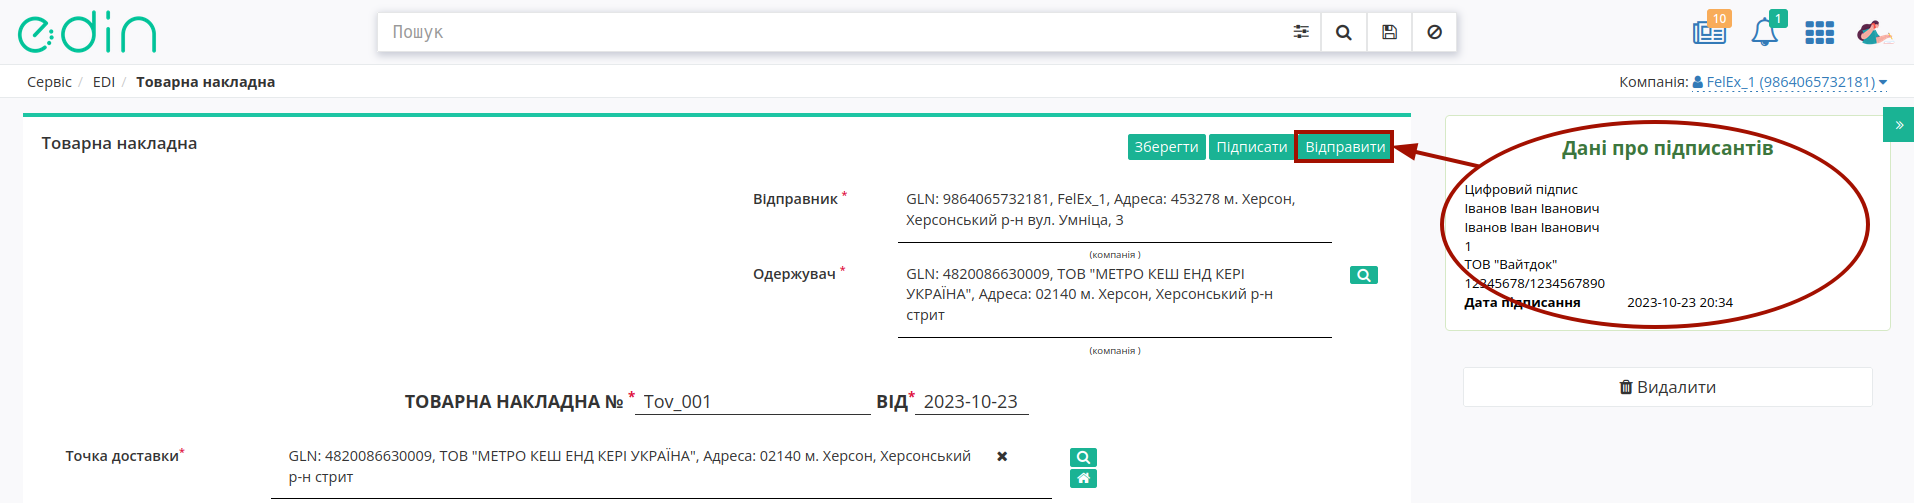 edin
Пошук
10
1
Сервіс / EDI / Товарна накладна
Компанія: FelEx_1 (9864065732181)
Товарна накладна
Зберегти
Підписати
Відправити
»
Відправник *
GLN: 9864065732181, FelEx_1, Адреса: 453278 м. Херсон,
Херсонський р-н вул. Умніца, 3
(компанія )
Одержувач *
GLN: 4820086630009, ТОВ "МЕТРО КЕШ ЕНД КЕРІ
УКРАЇНА", Адреса: 02140 м. Херсон, Херсонський р-н
стрит
(компанія )
ТОВАРНА НАКЛАДНА № * Tov_001 ВІД* 2023-10-23
Точка доставки*
GLN: 4820086630009, ТОВ "МЕТРО КЕШ ЕНД КЕРІ УКРАЇНА", Адреса: 02140 м. Херсон, Херсонський
р-н стрит
Дані про підписантів
Цифровий підпис
Іванов Іван Іванович
Іванов Іван Іванович
1
ТОВ "Вайтдок"
12345678/1234567890
Дата підписання 2023-10-23 20:34
Видалити